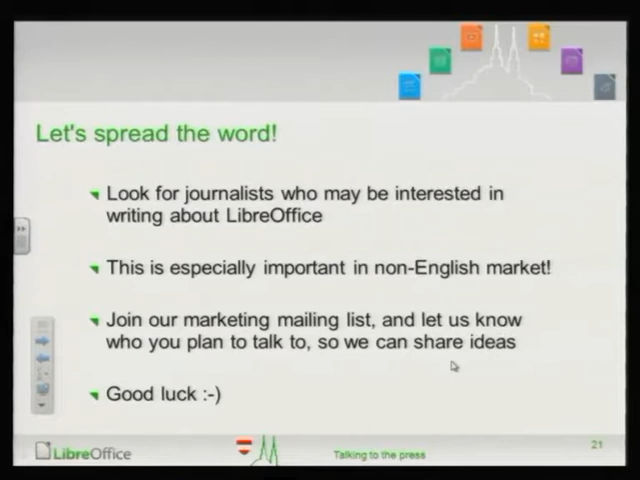 Let's spread the word!
Look for journalists who may be interested in
writing about LibreOffice
This is especially important in non-English market!
Join our marketing mailing list, and let us know
who you plan to talk to, so we can share ideas
Good luck :-)
LibreOffice
Talking to the press
21